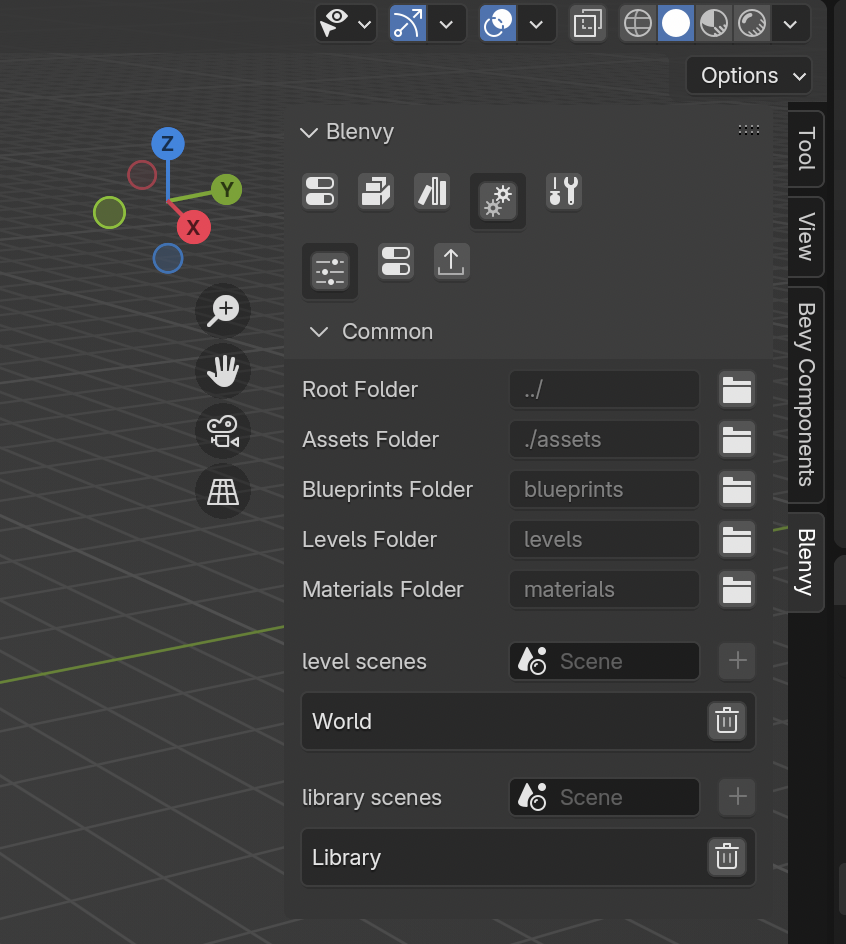 Options
Blenvy
Z
Y
X
Tool
View
Bevy Components
Blenvy
Common
Root Folder ../
Assets Folder ./assets
Blueprints Folder blueprints
Levels Folder levels
Materials Folder materials
level scenes Scene
World
library scenes Scene
Library